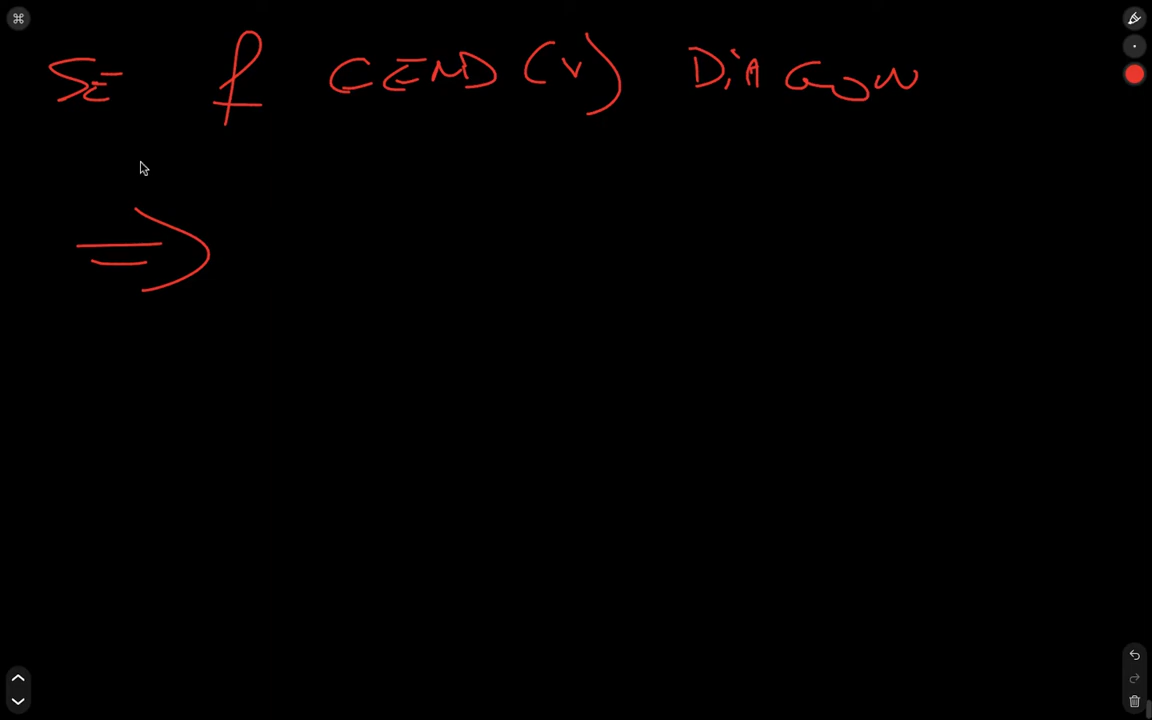 SE f ∈ END(V) DIAGON
⇒